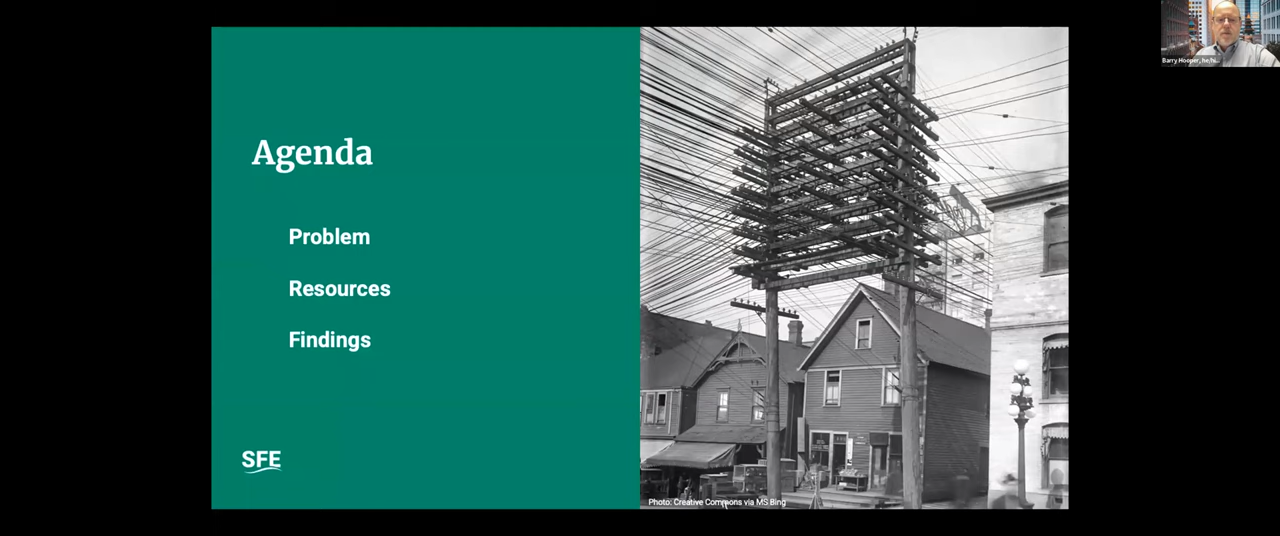 Agenda
Problem
Resources
Findings
SFE
Photo: Creative Commons via MS Bing
Barry Hooper, he/hi...